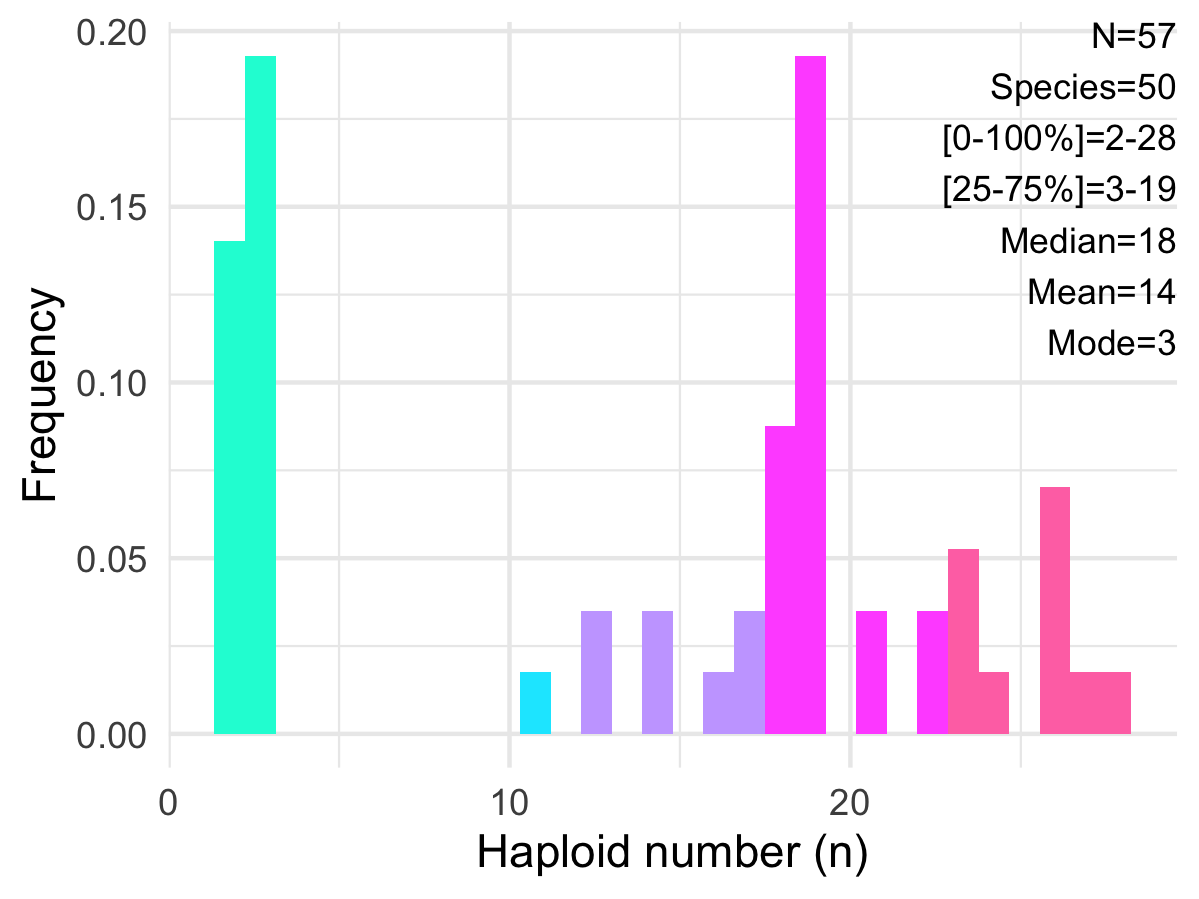 0.20
0.15
0.10
0.05
0.00
Frequency
0
10
20
Haploid number (n)
N=57
Species=50
[0-100%]=2-28
[25-75%]=3-19
Median=18
Mean=14
Mode=3